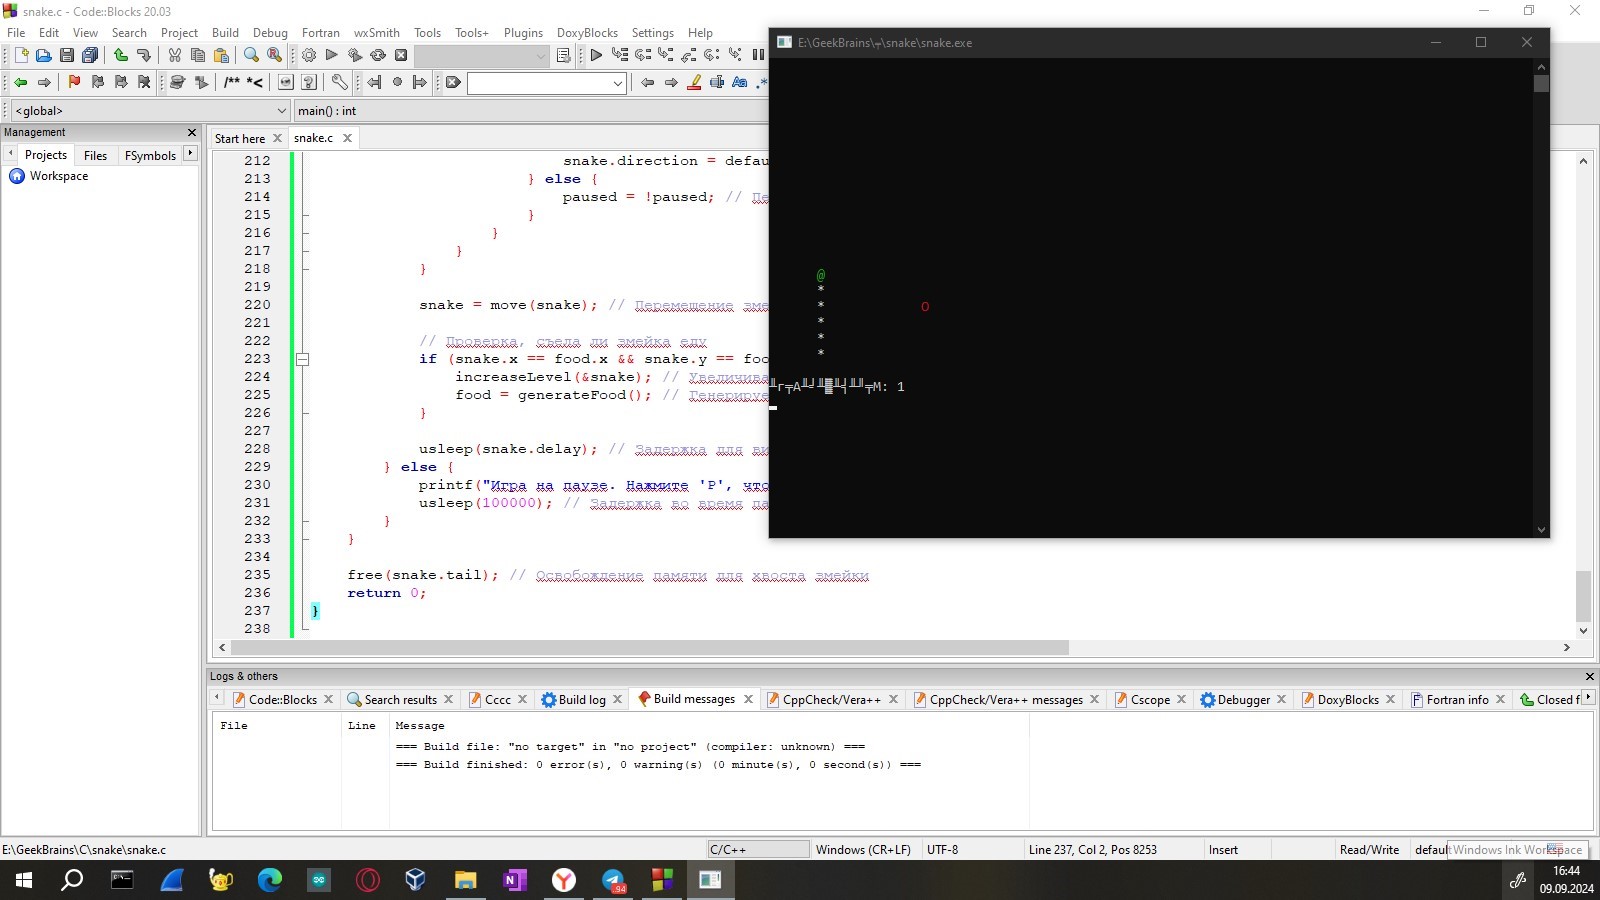 snake.c - Code::Blocks 20.03
File Edit View Search Project Build Debug Fortran wxSmith Tools Tools+ Plugins DoxyBlocks Settings Help
/** *<
<global> main() : int
Management
Projects Files FSymbols
Workspace
Start here snake.c
212 snake.direction = defau
213 } else {
214 paused = !paused; // Пе
215 }
216 }
217 }
218 }
219
220 snake = move(snake); // Перемещение зме
221
222 // Проверка, съела ли змейка еду
223 if (snake.x == food.x && snake.y == foo
224 increaseLevel(&snake); // Увеличива
225 food = generateFood(); // Генерируе
226 }
227
228 usleep(snake.delay); // Задержка для ви
229 } else {
230 printf("Игра на паузе. Нажмите 'P', что
231 usleep(100000); // Задержка во время па
232 }
233 }
234
235 free(snake.tail); // Освобождение памяти для хвоста змейки
236 return 0;
237 }
238
E:\GeekBrains\╤\snake\snake.exe
@
*
* O
*
*
*
: 1
Logs & others
Code::Blocks Search results Cccc Build log Build messages CppCheck/Vera++ CppCheck/Vera++ messages Cscope Debugger DoxyBlocks Fortran info Closed f
File Line Message
=== Build file: "no target" in "no project" (compiler: unknown) ===
=== Build finished: 0 error(s), 0 warning(s) (0 minute(s), 0 second(s)) ===
E:\GeekBrains\C\snake\snake.c C/C++ Windows (CR+LF) UTF-8 Line 237, Col 2, Pos 8253 Insert Read/Write default Windows Ink Workspace
94
16:44
09.09.2024